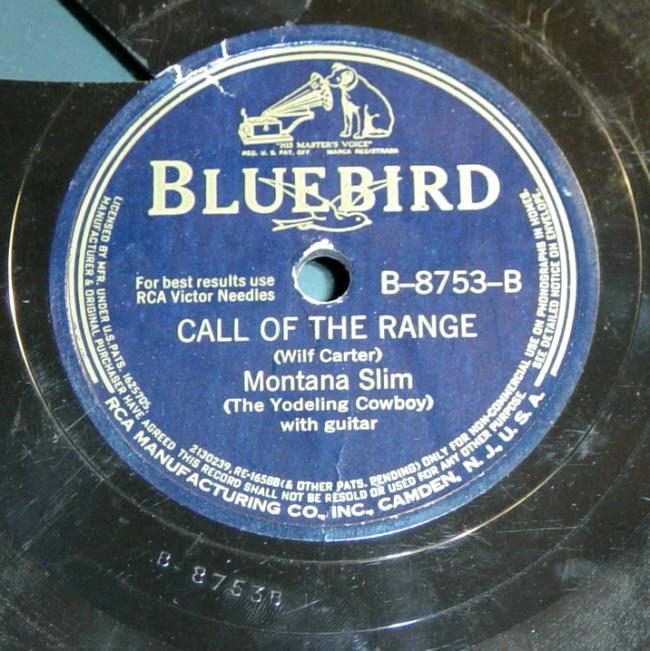 "HIS MASTER'S VOICE"
REG. U. S. PAT. OFF. MARCA REGISTRADA
BLUEBIRD
For best results use
RCA Victor Needles
B-8753-B
CALL OF THE RANGE
(Wilf Carter)
Montana Slim
(The Yodeling Cowboy)
with guitar
LICENSED BY MFR. UNDER U.S. PATS. 1625705,
2130239, RE-16588 (& OTHER PATS. PENDING) ONLY FOR NON-COMMERCIAL USE ON PHONOGRAPHS IN HOMES.
MANUFACTURER & ORIGINAL PURCHASER HAVE AGREED THIS RECORD SHALL NOT BE RESOLD OR USED FOR ANY OTHER PURPOSE
SEE DETAILED NOTICE ON ENVELOPE
RCA MANUFACTURING CO., INC., CAMDEN, N. J., U. S. A.
B-8753B